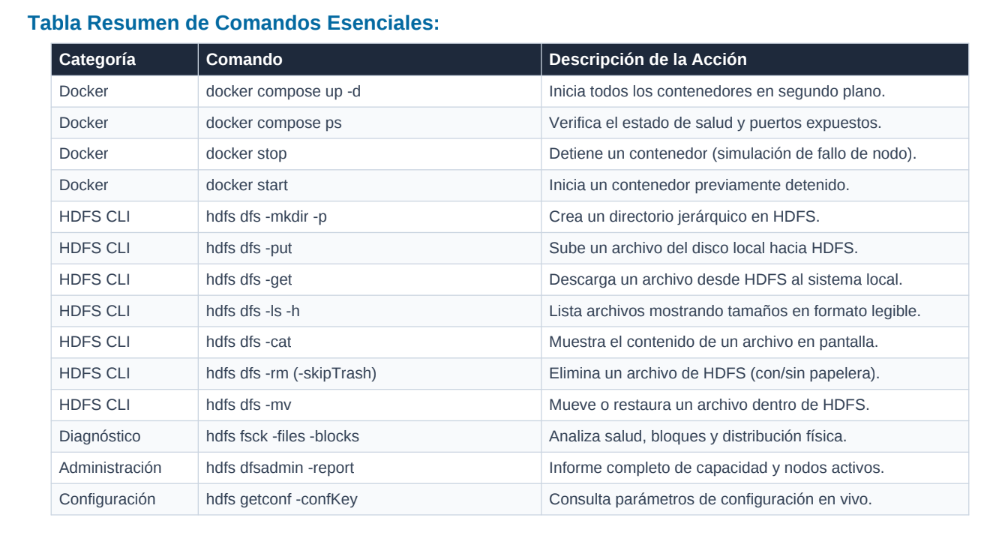 Tabla Resumen de Comandos Esenciales:
Categoría Comando Descripción de la Acción
Docker docker compose up -d Inicia todos los contenedores en segundo plano.
Docker docker compose ps Verifica el estado de salud y puertos expuestos.
Docker docker stop Detiene un contenedor (simulación de fallo de nodo).
Docker docker start Inicia un contenedor previamente detenido.
HDFS CLI hdfs dfs -mkdir -p Crea un directorio jerárquico en HDFS.
HDFS CLI hdfs dfs -put Sube un archivo del disco local hacia HDFS.
HDFS CLI hdfs dfs -get Descarga un archivo desde HDFS al sistema local.
HDFS CLI hdfs dfs -ls -h Lista archivos mostrando tamaños en formato legible.
HDFS CLI hdfs dfs -cat Muestra el contenido de un archivo en pantalla.
HDFS CLI hdfs dfs -rm (-skipTrash) Elimina un archivo de HDFS (con/sin papelera).
HDFS CLI hdfs dfs -mv Mueve o restaura un archivo dentro de HDFS.
Diagnóstico hdfs fsck -files -blocks Analiza salud, bloques y distribución física.
Administración hdfs dfsadmin -report Informe completo de capacidad y nodos activos.
Configuración hdfs getconf -confKey Consulta parámetros de configuración en vivo.